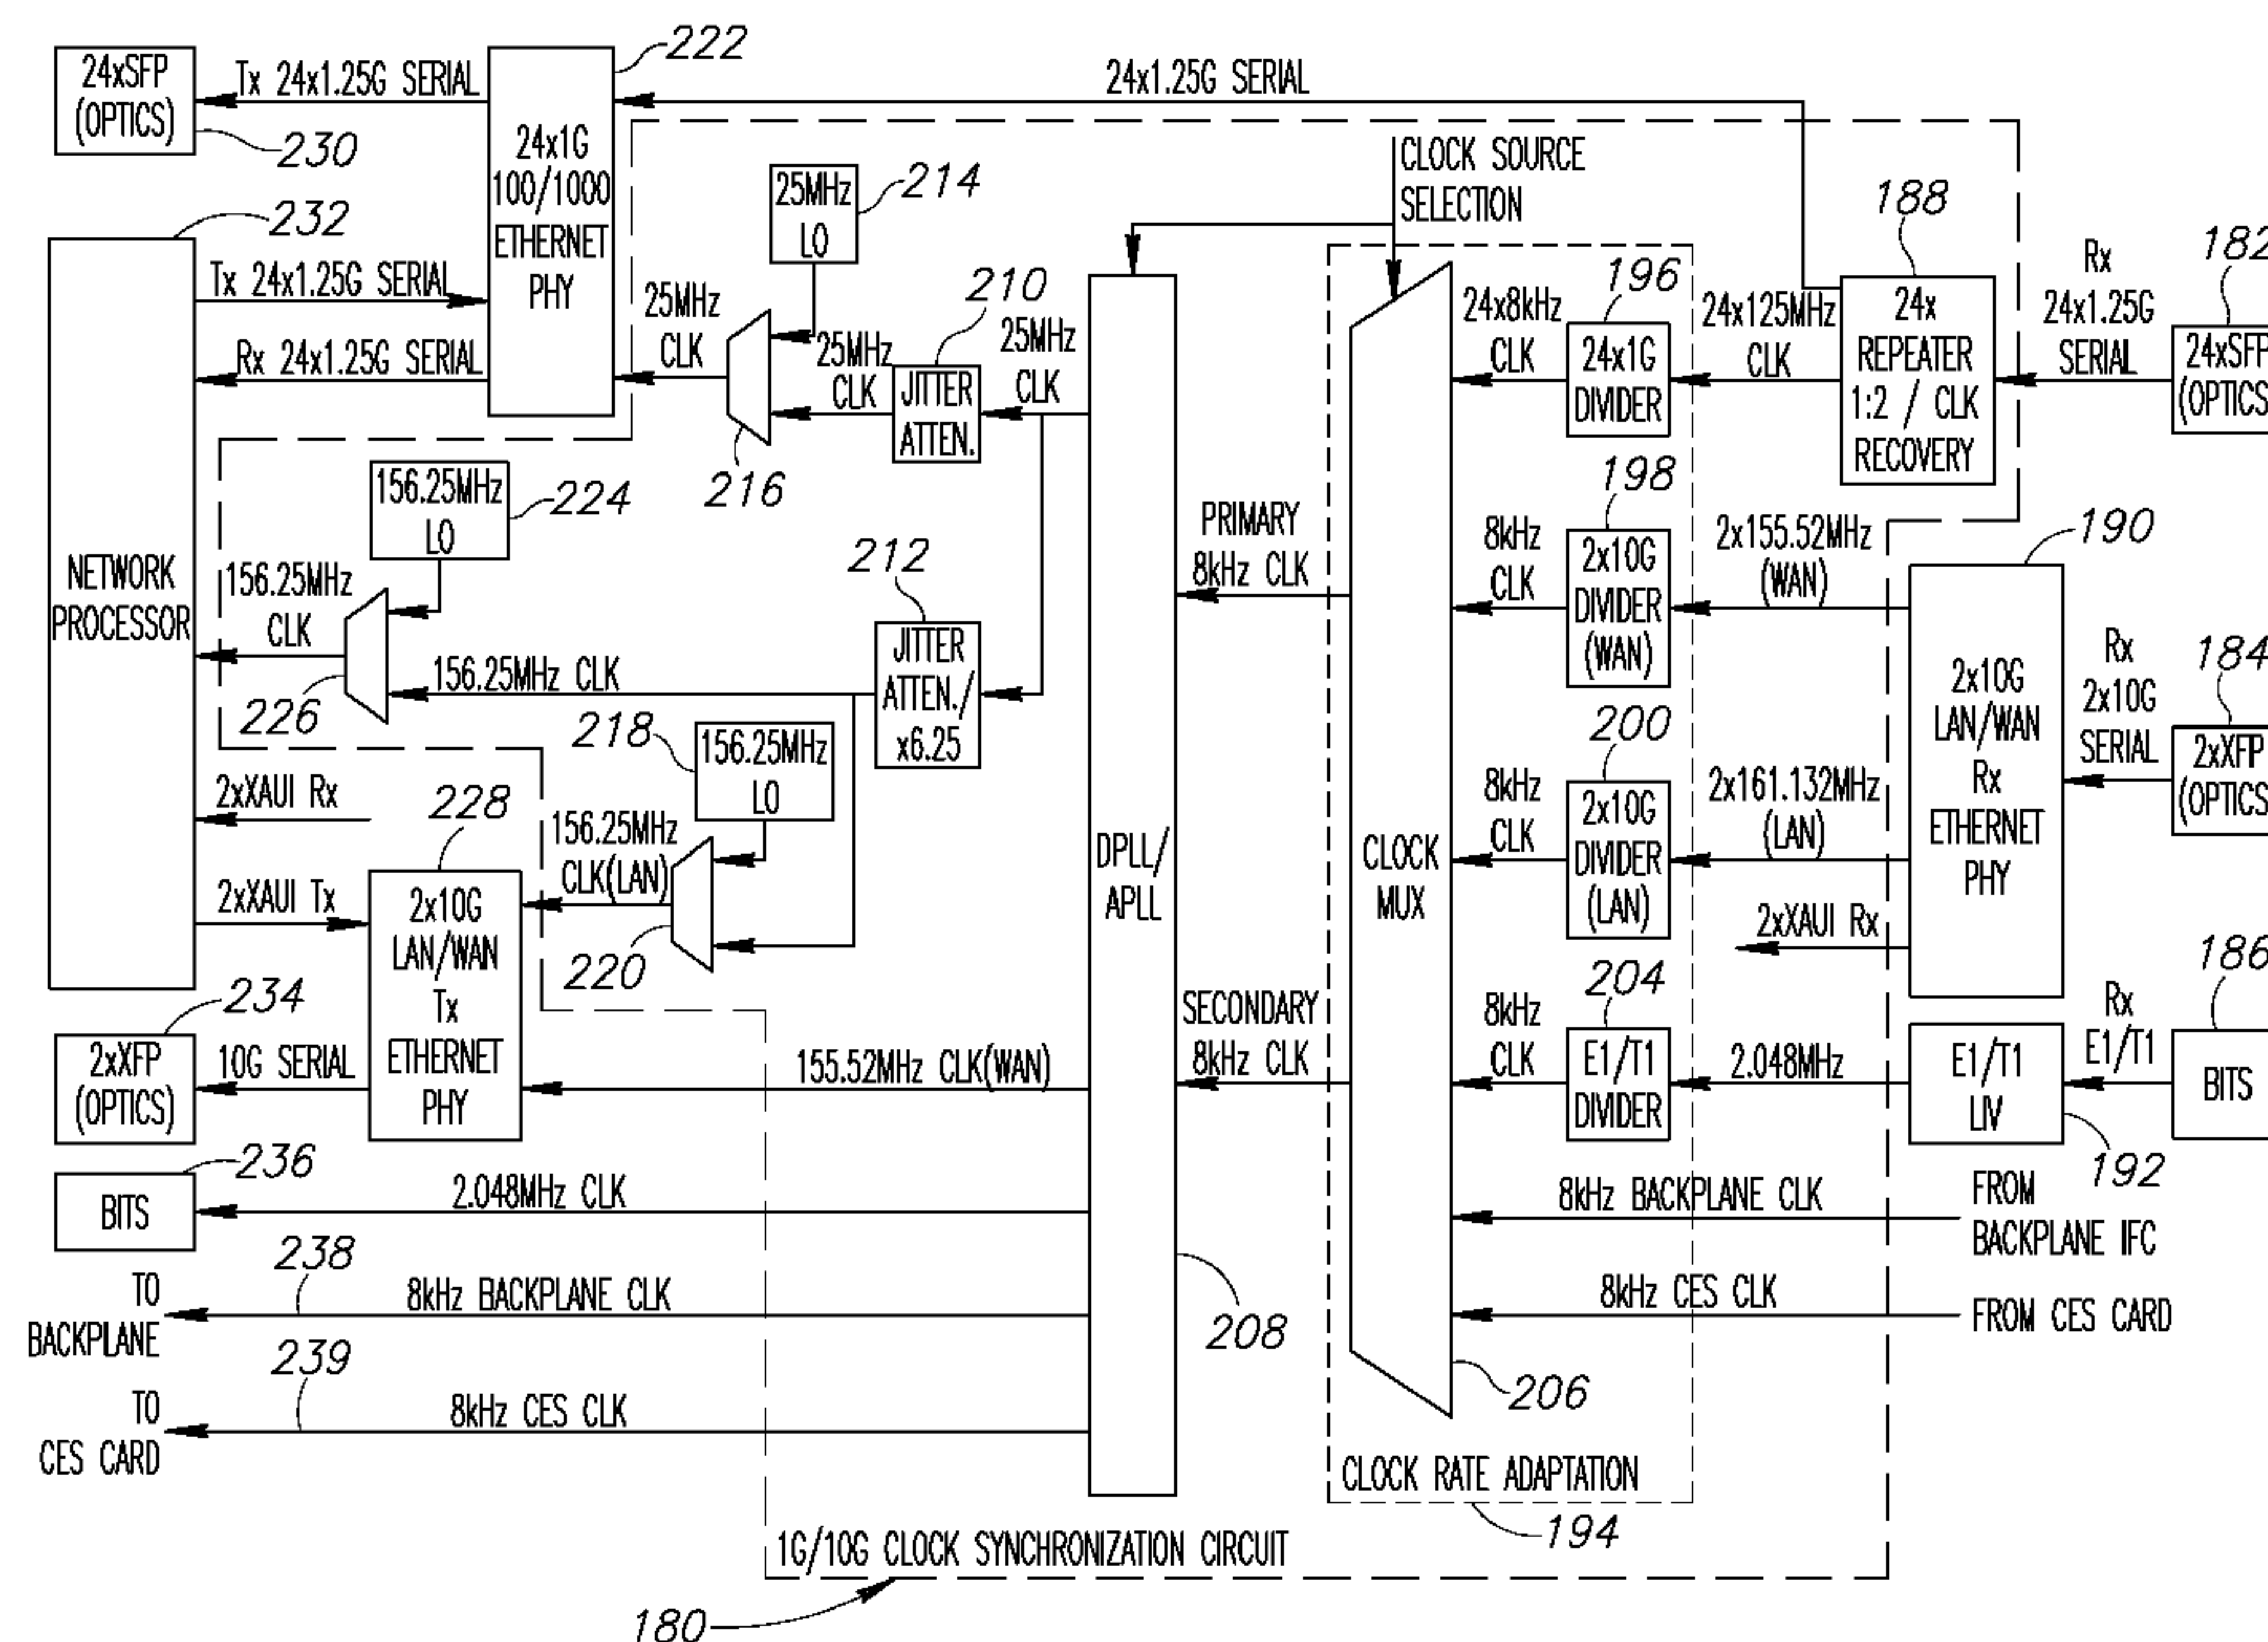 24xSFP
(OPTICS)
230
Tx 24x1.25G SERIAL
222
24x1G
100/1000
ETHERNET
PHY
24x1.25G SERIAL
232
NETWORK
PROCESSOR
Tx 24x1.25G SERIAL
Rx 24x1.25G SERIAL
25MHz
LO
214
25MHz
CLK
216
25MHz
CLK
210
JITTER
ATTEN.
25MHz
CLK
CLOCK SOURCE
SELECTION
24x8kHz
CLK
196
24x1G
DIVIDER
24x125MHz
CLK
188
24x
REPEATER
1:2 / CLK
RECOVERY
Rx
24x1.25G
SERIAL
182
24xSFP
(OPTICS
156.25MHz
LO
224
156.25MHz
CLK
226
156.25MHz CLK
212
JITTER
ATTEN./
x6.25
PRIMARY
8kHz CLK
8kHz
CLK
198
2x10G
DIVIDER
(WAN)
2x155.52MHz
(WAN)
190
2x10G
LAN/WAN
Rx
ETHERNET
PHY
Rx
2x10G
SERIAL
184
2xXFP
(OPTICS
218
156.25MHz
LO
2xXAUI Rx
228
156.25MHz
CLK(LAN)
220
DPLL/
APLL
CLOCK
MUX
8kHz
CLK
200
2x10G
DIVIDER
(LAN)
2x161.132MHz
(LAN)
2xXAUI Rx
2xXAUI Tx
2x10G
LAN/WAN
Tx
ETHERNET
PHY
234
2xXFP
(OPTICS)
10G SERIAL
155.52MHz CLK(WAN)
SECONDARY
8kHz CLK
8kHz
CLK
204
E1/T1
DIVIDER
2.048MHz
E1/T1
LIV
192
Rx
E1/T1
186
BITS
236
BITS
2.048MHz CLK
8kHz BACKPLANE CLK
FROM
BACKPLANE IFC
TO
BACKPLANE
238
8kHz BACKPLANE CLK
208
8kHz CES CLK
FROM CES CARD
TO
CES CARD
239
8kHz CES CLK
206
CLOCK RATE ADAPTATION
194
1G/10G CLOCK SYNCHRONIZATION CIRCUIT
180